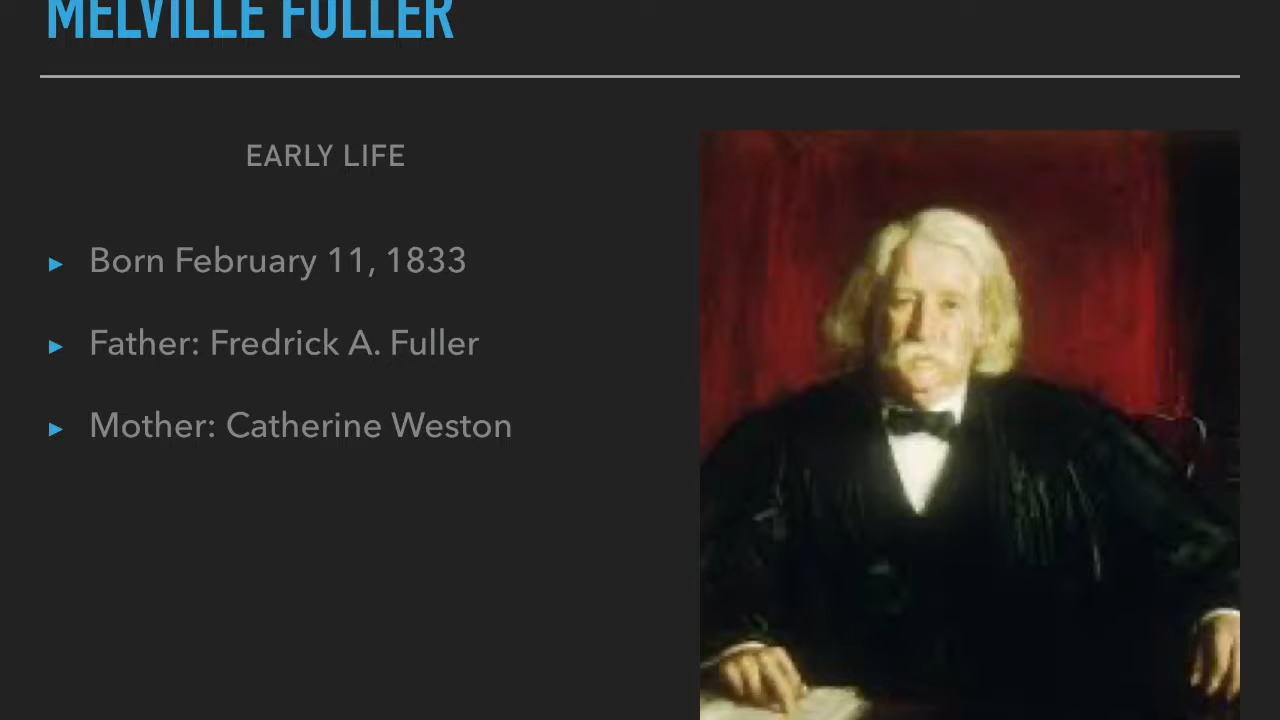 MELVILLE FULLER
EARLY LIFE
Born February 11, 1833
Father: Fredrick A. Fuller
Mother: Catherine Weston